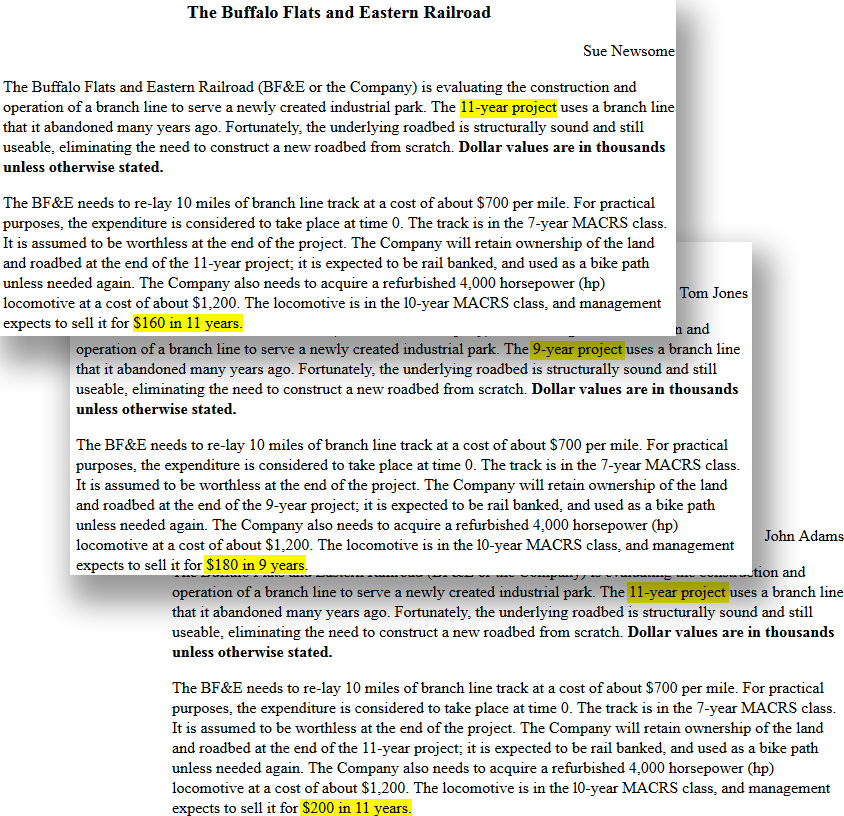 The Buffalo Flats and Eastern Railroad
Sue Newsome
The Buffalo Flats and Eastern Railroad (BF&E or the Company) is evaluating the construction and
operation of a branch line to serve a newly created industrial park. The 11-year project uses a branch line
that it abandoned many years ago. Fortunately, the underlying roadbed is structurally sound and still
useable, eliminating the need to construct a new roadbed from scratch. Dollar values are in thousands
unless otherwise stated.
The BF&E needs to re-lay 10 miles of branch line track at a cost of about $700 per mile. For practical
purposes, the expenditure is considered to take place at time 0. The track is in the 7-year MACRS class.
It is assumed to be worthless at the end of the project. The Company will retain ownership of the land
and roadbed at the end of the 11-year project; it is expected to be rail banked, and used as a bike path
unless needed again. The Company also needs to acquire a refurbished 4,000 horsepower (hp)
locomotive at a cost of about $1,200. The locomotive is in the 10-year MACRS class, and management
expects to sell it for $160 in 11 years.
Tom Jones
and
operation of a branch line to serve a newly created industrial park. The 9-year project uses a branch line
that it abandoned many years ago. Fortunately, the underlying roadbed is structurally sound and still
useable, eliminating the need to construct a new roadbed from scratch. Dollar values are in thousands
unless otherwise stated.
The BF&E needs to re-lay 10 miles of branch line track at a cost of about $700 per mile. For practical
purposes, the expenditure is considered to take place at time 0. The track is in the 7-year MACRS class.
It is assumed to be worthless at the end of the project. The Company will retain ownership of the land
and roadbed at the end of the 9-year project; it is expected to be rail banked, and used as a bike path
unless needed again. The Company also needs to acquire a refurbished 4,000 horsepower (hp)
locomotive at a cost of about $1,200. The locomotive is in the 10-year MACRS class, and management
expects to sell it for $180 in 9 years.
John Adams
and
operation of a branch line to serve a newly created industrial park. The 11-year project uses a branch line
that it abandoned many years ago. Fortunately, the underlying roadbed is structurally sound and still
useable, eliminating the need to construct a new roadbed from scratch. Dollar values are in thousands
unless otherwise stated.
The BF&E needs to re-lay 10 miles of branch line track at a cost of about $700 per mile. For practical
purposes, the expenditure is considered to take place at time 0. The track is in the 7-year MACRS class.
It is assumed to be worthless at the end of the project. The Company will retain ownership of the land
and roadbed at the end of the 11-year project; it is expected to be rail banked, and used as a bike path
unless needed again. The Company also needs to acquire a refurbished 4,000 horsepower (hp)
locomotive at a cost of about $1,200. The locomotive is in the 10-year MACRS class, and management
expects to sell it for $200 in 11 years.